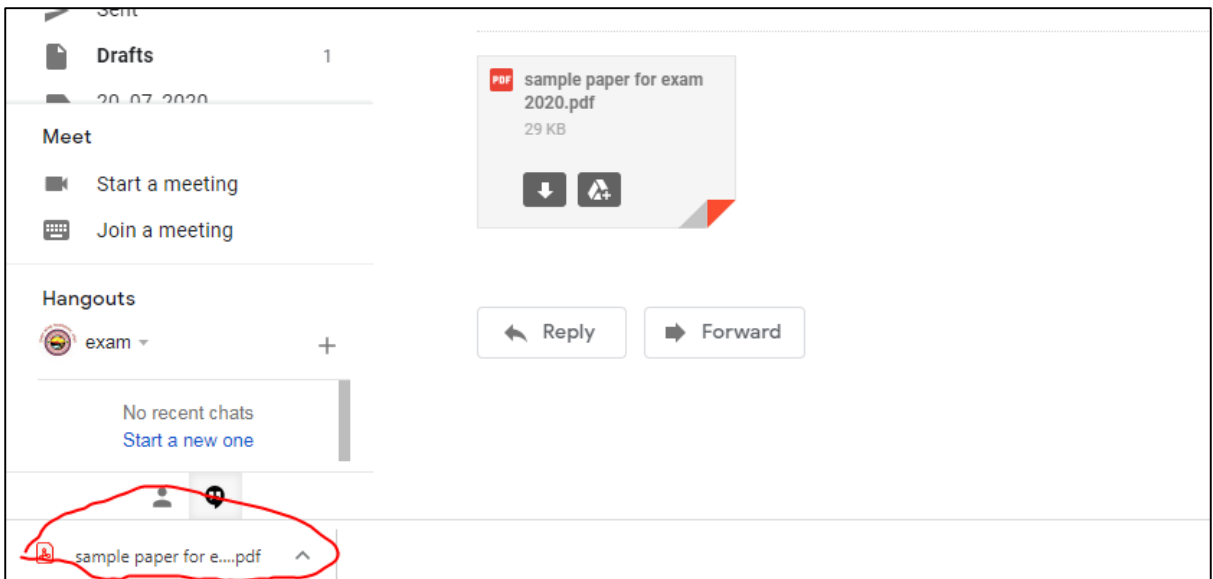 Sent
Drafts 1
20_07_2020
Meet
Start a meeting
Join a meeting
Hangouts
exam
No recent chats
Start a new one
sample paper for e....pdf
PDF sample paper for exam
2020.pdf
29 KB
Reply
Forward